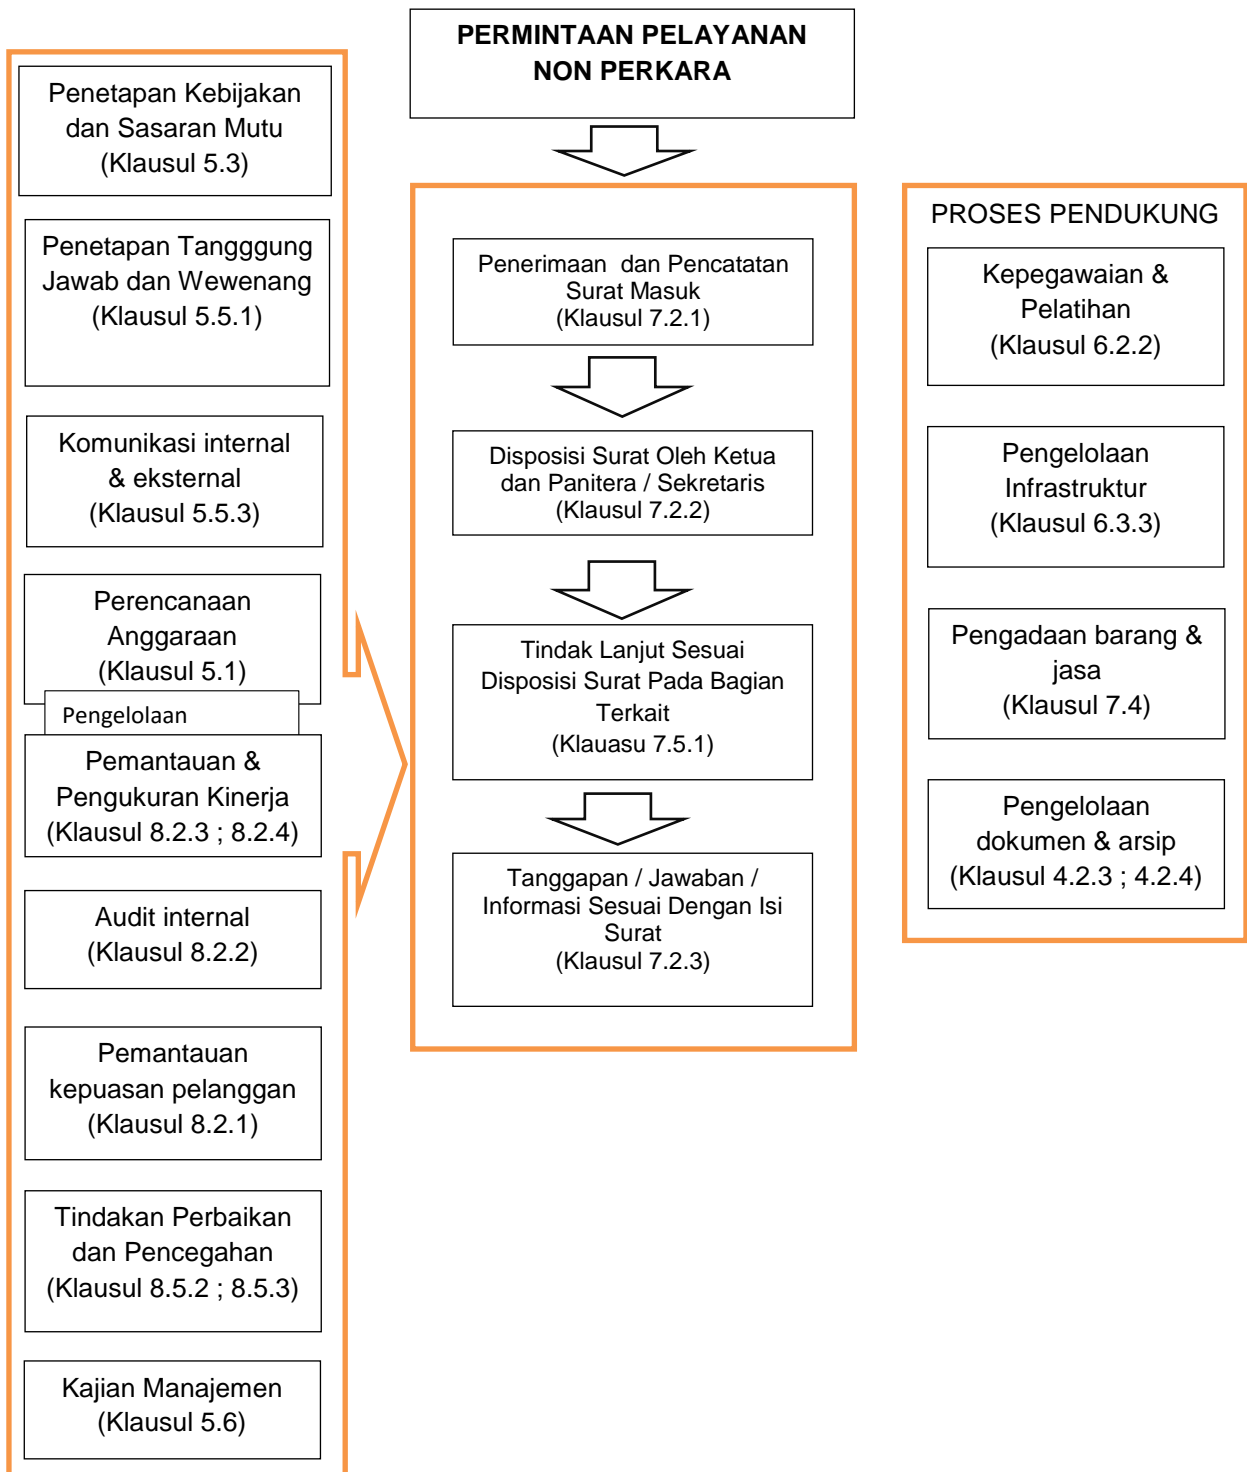 PERMINTAAN PELAYANAN
NON PERKARA
Penetapan Kebijakan
dan Sasaran Mutu
(Klausul 5.3)
Penetapan Tangggung
Jawab dan Wewenang
(Klausul 5.5.1)
Komunikasi internal
& eksternal
(Klausul 5.5.3)
Perencanaan
Anggaraan
(Klausul 5.1)
Pengelolaan
Pemantauan &
Pengukuran Kinerja
(Klausul 8.2.3 ; 8.2.4)
Audit internal
(Klausul 8.2.2)
Pemantauan
kepuasan pelanggan
(Klausul 8.2.1)
Tindakan Perbaikan
dan Pencegahan
(Klausul 8.5.2 ; 8.5.3)
Kajian Manajemen
(Klausul 5.6)
Penerimaan dan Pencatatan
Surat Masuk
(Klausul 7.2.1)
Disposisi Surat Oleh Ketua
dan Panitera / Sekretaris
(Klausul 7.2.2)
Tindak Lanjut Sesuai
Disposisi Surat Pada Bagian
Terkait
(Klauasu 7.5.1)
Tanggapan / Jawaban /
Informasi Sesuai Dengan Isi
Surat
(Klausul 7.2.3)
PROSES PENDUKUNG
Kepegawaian &
Pelatihan
(Klausul 6.2.2)
Pengelolaan
Infrastruktur
(Klausul 6.3.3)
Pengadaan barang &
jasa
(Klausul 7.4)
Pengelolaan
dokumen & arsip
(Klausul 4.2.3 ; 4.2.4)